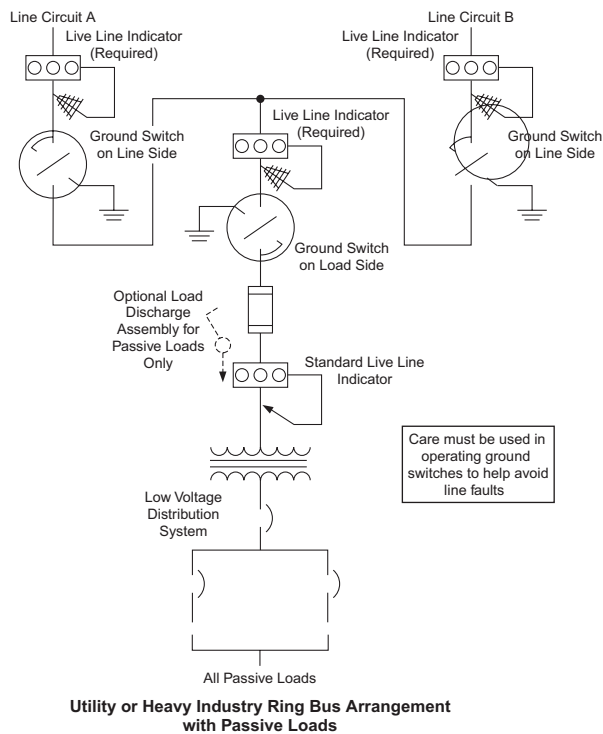 Line Circuit A
Live Line Indicator
(Required)
Line Circuit B
Live Line Indicator
(Required)
Ground Switch
on Line Side
Live Line Indicator
(Required)
Ground Switch
on Line Side
Ground Switch
on Load Side
Optional Load
Discharge
Assembly for
Passive Loads
Only
Standard Live Line
Indicator
Care must be used in
operating ground
switches to help avoid
line faults
Low Voltage
Distribution
System
All Passive Loads
Utility or Heavy Industry Ring Bus Arrangement
with Passive Loads